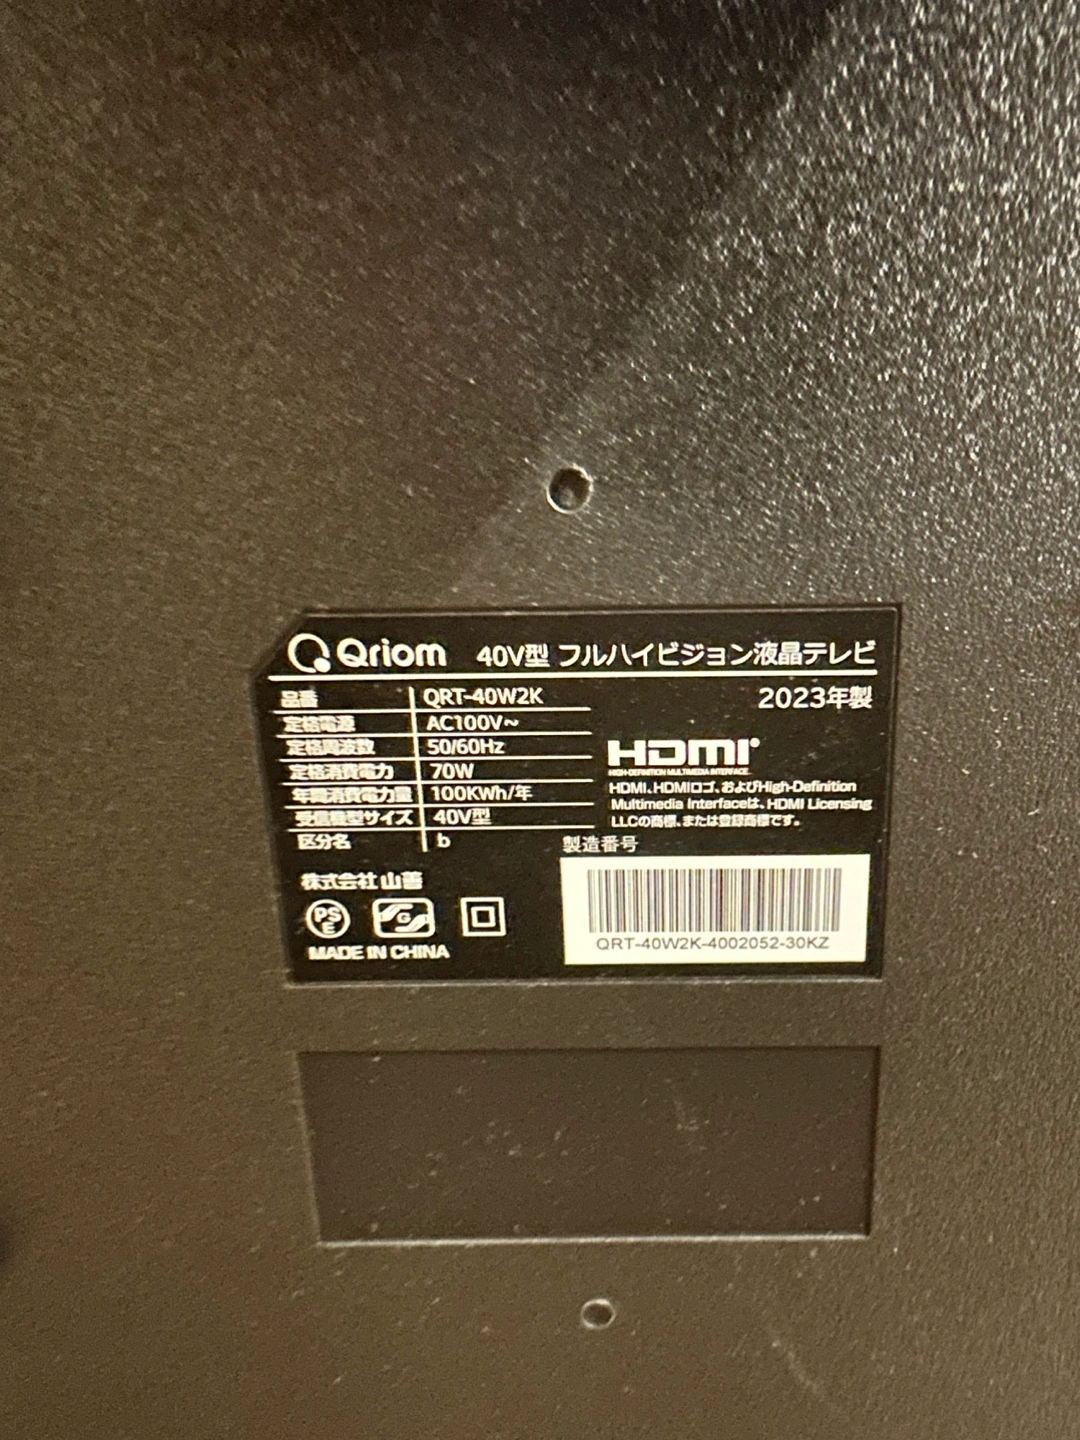 Qriom 40V型 フルハイビジョン液晶テレビ
品番 QRT-40W2K
定格電源 AC100V~
定格周波数 50/60Hz
定格消費電力 70W
年間消費電力量 100KWh/年
受信機型サイズ 40V型
区分名 b
2023年製
HDMI®
HIGH-DEFINITION MULTIMEDIA INTERFACE
HDMI、HDMIロゴ、およびHigh-Definition
Multimedia Interfaceは、HDMI Licensing
LLCの商標、または登録商標です。
株式会社 山善
PS
E
G
MADE IN CHINA
製造番号
QRT-40W2K-4002052-30KZ